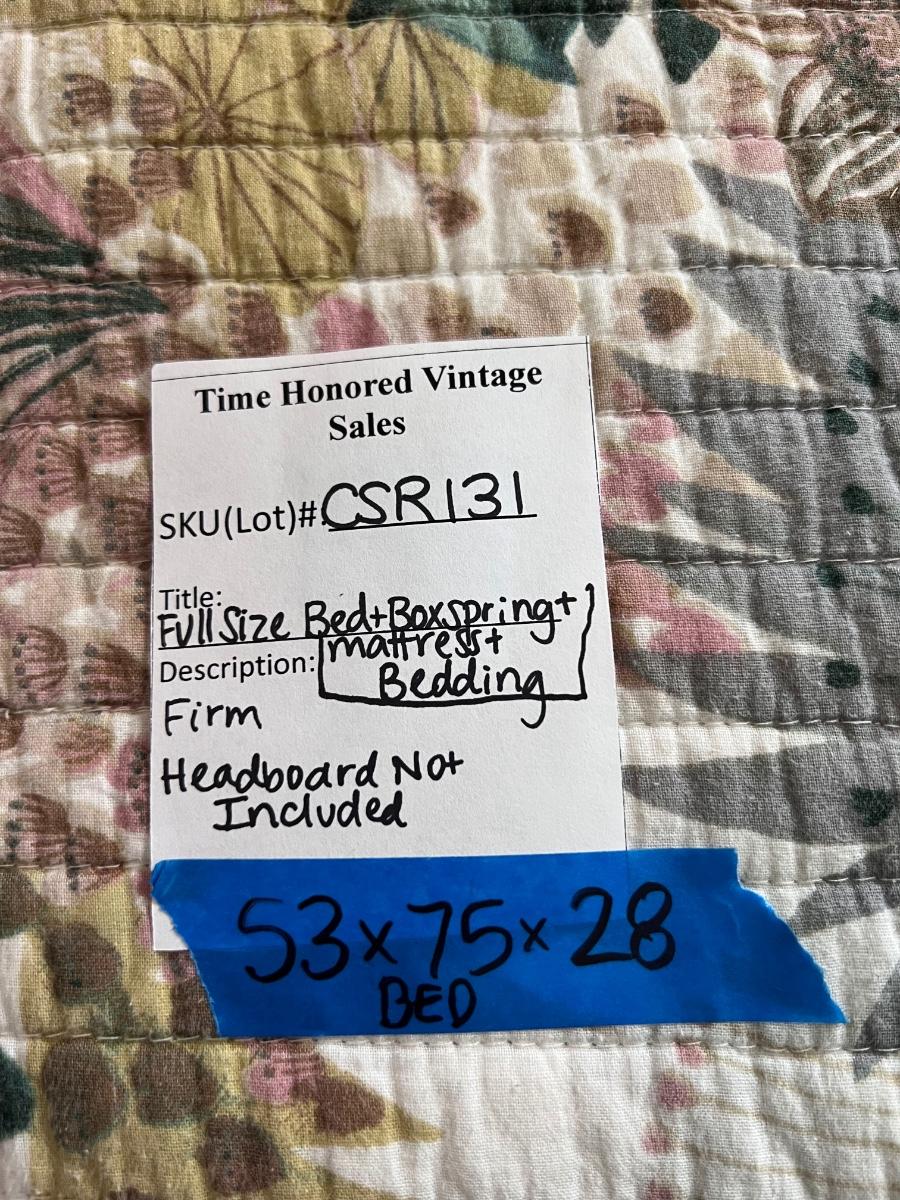 Time Honored Vintage
Sales
SKU(Lot)#CSR131
Title:
Full Size Bed+Boxspring+
mattress+
Description:
Bedding
Firm
Headboard Not
Included
53x75x28
BED